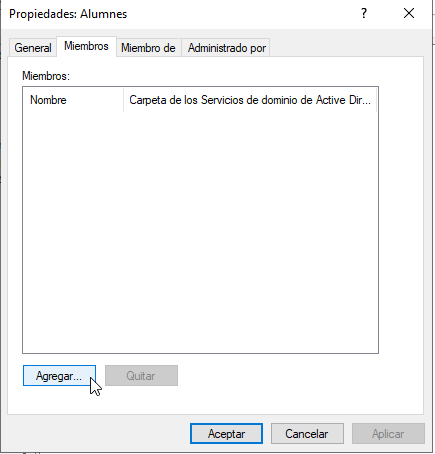 Propiedades: Alumnes
?
General Miembros Miembro de Administrado por
Miembros:
Nombre Carpeta de los Servicios de dominio de Active Dir...
Agregar... Quitar
Aceptar Cancelar Aplicar